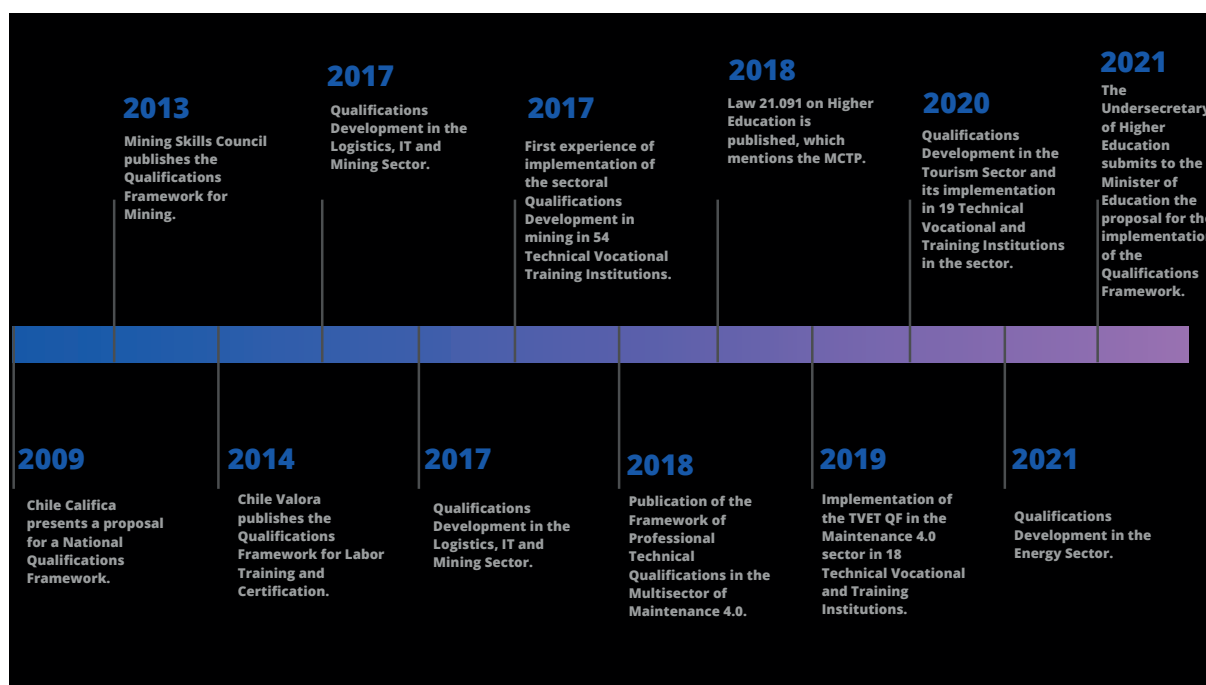 2013
Mining Skills Council
publishes the
Qualifications
Framework for
Mining.
2017
Qualifications
Development in the
Logistics, IT and
Mining Sector.
2017
First experience of
implementation of
the sectoral
Qualifications
Development in
mining in 54
Technical Vocational
Training Institutions.
2018
Law 21.091 on Higher
Education is
published, which
mentions the MCTP.
2020
Qualifications
Development in the
Tourism Sector and
its implementation
in 19 Technical
Vocational and
Training Institutions
in the sector.
2021
The
Undersecretary
of Higher
Education
submits to the
Minister of
Education the
proposal for the
implementation
of the
Qualifications
Framework.
2009
Chile Califica
presents a proposal
for a National
Qualifications
Framework.
2014
Chile Valora
publishes the
Qualifications
Framework for Labor
Training and
Certification.
2017
Qualifications
Development in the
Logistics, IT and
Mining Sector.
2018
Publication of the
Framework of
Professional
Technical
Qualifications in the
Multisector of
Maintenance 4.0.
2019
Implementation of
the TVET QF in the
Maintenance 4.0
sector in 18
Technical Vocational
and Training
Institutions.
2021
Qualifications
Development in the
Energy Sector.